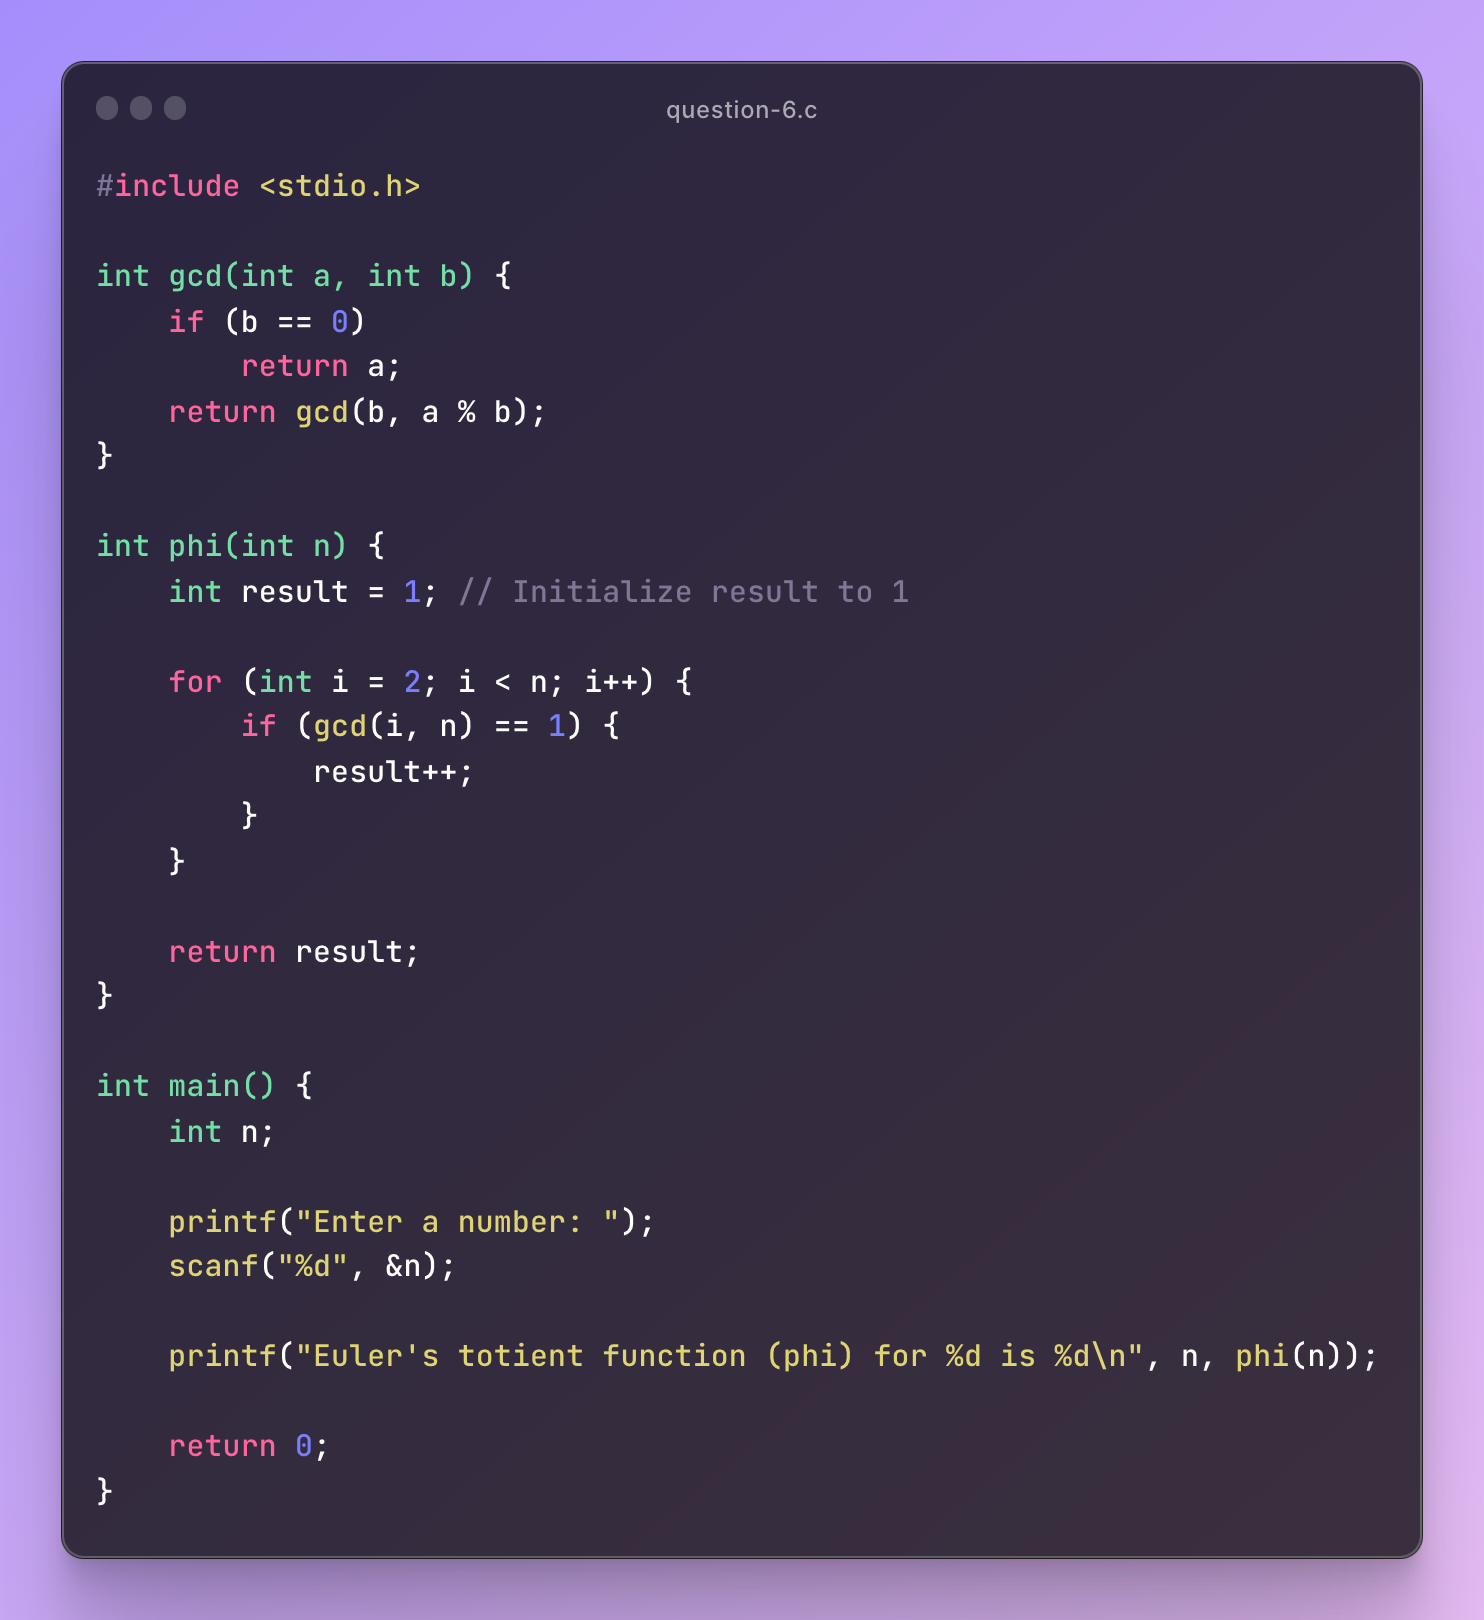 question-6.c
#include <stdio.h>
int gcd(int a, int b) {
    if (b == 0)
        return a;
    return gcd(b, a % b);
}
int phi(int n) {
    int result = 1; // Initialize result to 1
    for (int i = 2; i < n; i++) {
        if (gcd(i, n) == 1) {
            result++;
        }
    }
    return result;
}
int main() {
    int n;
    printf("Enter a number: ");
    scanf("%d", &n);
    printf("Euler's totient function (phi) for %d is %d\n", n, phi(n));
    return 0;
}